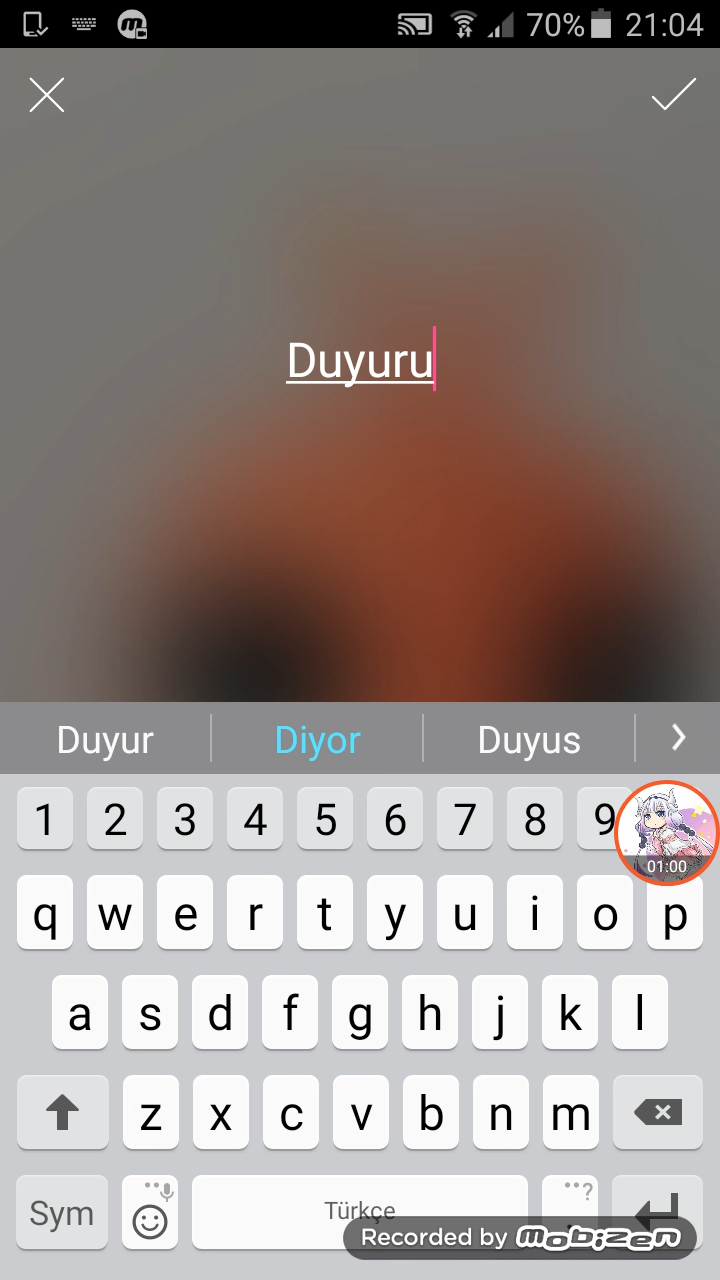 70% 21:04
Duyuru
Duyur Diyor Duyus
1 2 3 4 5 6 7 8 9
01:00
q w e r t y u i o p
a s d f g h j k l
z x c v b n m
Sym Türkçe ?
Recorded by mobizen